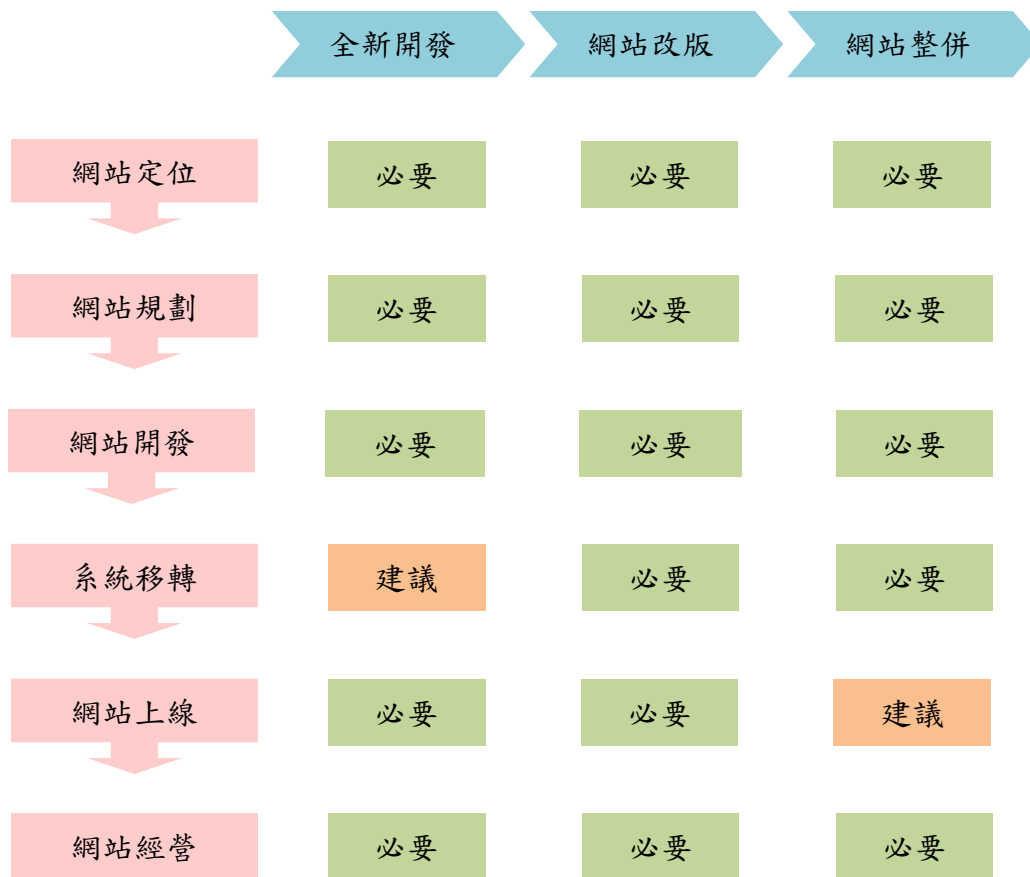 全新開發 網站改版 網站整併
網站定位 必要 必要 必要
網站規劃 必要 必要 必要
網站開發 必要 必要 必要
系統移轉 建議 必要 必要
網站上線 必要 必要 建議
網站經營 必要 必要 必要